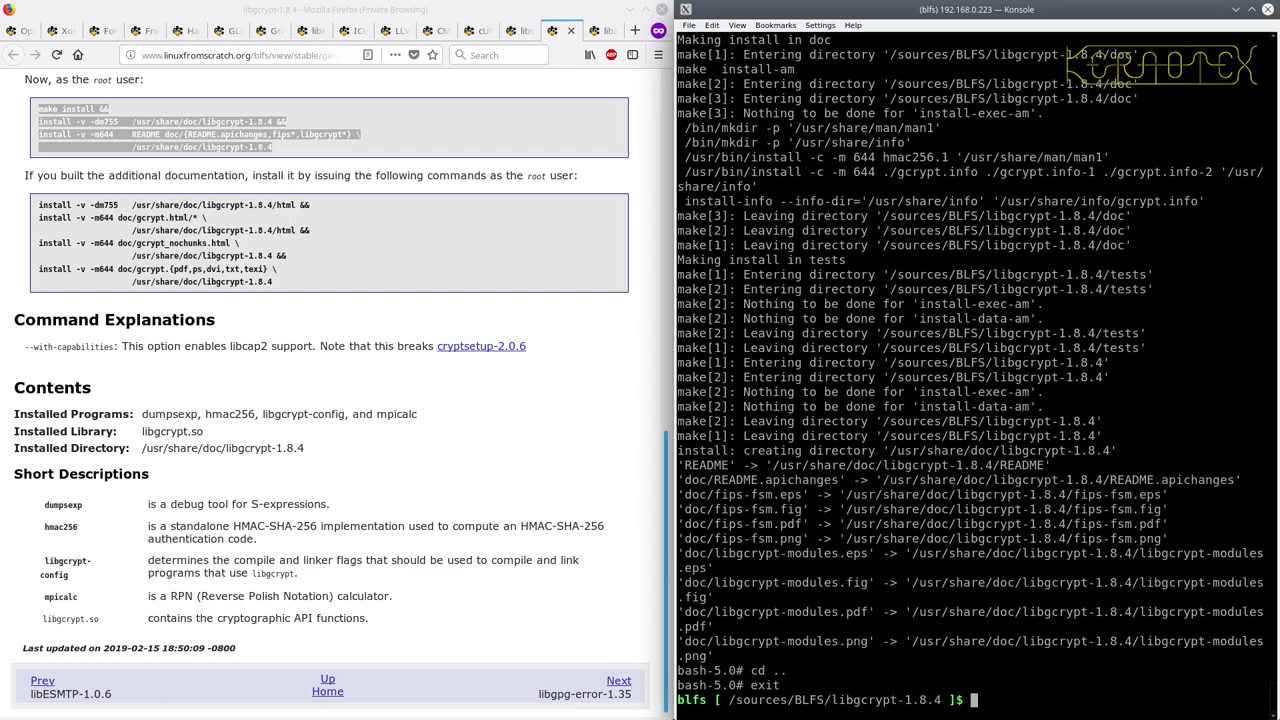 libgcrypt-1.8.4 - Mozilla Firefox (Private Browsing)
www.linuxfromscratch.org/blfs/view/stable/gen
Search
Now, as the root user:
make install &&
install -v -dm755   /usr/share/doc/libgcrypt-1.8.4 &&
install -v -m644    README doc/{README.apichanges,fips*,libgcrypt*} \
/usr/share/doc/libgcrypt-1.8.4
If you built the additional documentation, install it by issuing the following commands as the root user:
install -v -dm755   /usr/share/doc/libgcrypt-1.8.4/html &&
install -v -m644 doc/gcrypt.html/* \
/usr/share/doc/libgcrypt-1.8.4/html &&
install -v -m644 doc/gcrypt_nochunks.html \
/usr/share/doc/libgcrypt-1.8.4 &&
install -v -m644 doc/gcrypt.{pdf,ps,dvi,txt,texi} \
/usr/share/doc/libgcrypt-1.8.4
Command Explanations
--with-capabilities: This option enables libcap2 support. Note that this breaks cryptsetup-2.0.6
Contents
Installed Programs: dumpsexp, hmac256, libgcrypt-config, and mpicalc
Installed Library: libgcrypt.so
Installed Directory: /usr/share/doc/libgcrypt-1.8.4
Short Descriptions
dumpsexp is a debug tool for S-expressions.
hmac256 is a standalone HMAC-SHA-256 implementation used to compute an HMAC-SHA-256
authentication code.
libgcrypt- determines the compile and linker flags that should be used to compile and link
config programs that use libgcrypt.
mpicalc is a RPN (Reverse Polish Notation) calculator.
libgcrypt.so contains the cryptographic API functions.
Last updated on 2019-02-15 18:50:09 -0800
Prev Up Next
libESMTP-1.0.6 Home libgpg-error-1.35
(blfs) 192.168.0.223 — Konsole
File Edit View Bookmarks Settings Help
Making install in doc
make[1]: Entering directory '/sources/BLFS/libgcrypt-1.8.4/doc'
make  install-am
make[2]: Entering directory '/sources/BLFS/libgcrypt-1.8.4/doc'
make[3]: Entering directory '/sources/BLFS/libgcrypt-1.8.4/doc'
make[3]: Nothing to be done for 'install-exec-am'.
/bin/mkdir -p '/usr/share/man/man1'
/bin/mkdir -p '/usr/share/info'
/usr/bin/install -c -m 644 hmac256.1 '/usr/share/man/man1'
/usr/bin/install -c -m 644 ./gcrypt.info ./gcrypt.info-1 ./gcrypt.info-2 '/usr/
share/info'
install-info --info-dir='/usr/share/info' '/usr/share/info/gcrypt.info'
make[3]: Leaving directory '/sources/BLFS/libgcrypt-1.8.4/doc'
make[2]: Leaving directory '/sources/BLFS/libgcrypt-1.8.4/doc'
make[1]: Leaving directory '/sources/BLFS/libgcrypt-1.8.4/doc'
Making install in tests
make[1]: Entering directory '/sources/BLFS/libgcrypt-1.8.4/tests'
make[2]: Entering directory '/sources/BLFS/libgcrypt-1.8.4/tests'
make[2]: Nothing to be done for 'install-exec-am'.
make[2]: Nothing to be done for 'install-data-am'.
make[2]: Leaving directory '/sources/BLFS/libgcrypt-1.8.4/tests'
make[1]: Leaving directory '/sources/BLFS/libgcrypt-1.8.4/tests'
make[1]: Entering directory '/sources/BLFS/libgcrypt-1.8.4'
make[2]: Entering directory '/sources/BLFS/libgcrypt-1.8.4'
make[2]: Nothing to be done for 'install-exec-am'.
make[2]: Nothing to be done for 'install-data-am'.
make[2]: Leaving directory '/sources/BLFS/libgcrypt-1.8.4'
make[1]: Leaving directory '/sources/BLFS/libgcrypt-1.8.4'
install: creating directory '/usr/share/doc/libgcrypt-1.8.4'
'README' -> '/usr/share/doc/libgcrypt-1.8.4/README'
'doc/README.apichanges' -> '/usr/share/doc/libgcrypt-1.8.4/README.apichanges'
'doc/fips-fsm.eps' -> '/usr/share/doc/libgcrypt-1.8.4/fips-fsm.eps'
'doc/fips-fsm.fig' -> '/usr/share/doc/libgcrypt-1.8.4/fips-fsm.fig'
'doc/fips-fsm.pdf' -> '/usr/share/doc/libgcrypt-1.8.4/fips-fsm.pdf'
'doc/fips-fsm.png' -> '/usr/share/doc/libgcrypt-1.8.4/fips-fsm.png'
'doc/libgcrypt-modules.eps' -> '/usr/share/doc/libgcrypt-1.8.4/libgcrypt-modules
.eps'
'doc/libgcrypt-modules.fig' -> '/usr/share/doc/libgcrypt-1.8.4/libgcrypt-modules
.fig'
'doc/libgcrypt-modules.pdf' -> '/usr/share/doc/libgcrypt-1.8.4/libgcrypt-modules
.pdf'
'doc/libgcrypt-modules.png' -> '/usr/share/doc/libgcrypt-1.8.4/libgcrypt-modules
.png'
bash-5.0# cd ..
bash-5.0# exit
blfs [ /sources/BLFS/libgcrypt-1.8.4 ]$